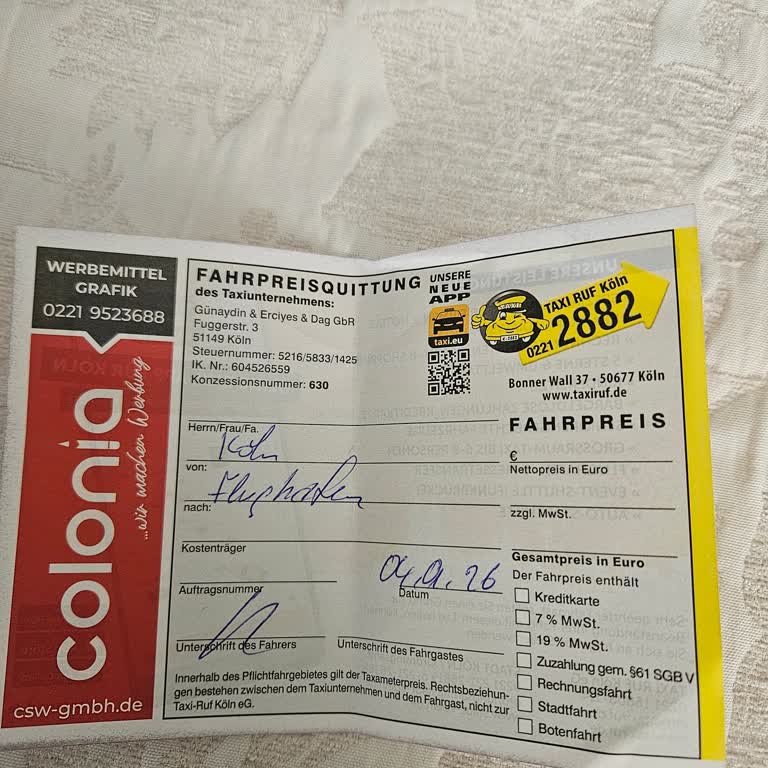 WERBEMITTEL
GRAFIK
0221 9523688
colonia
...wir machen Werbung
csw-gmbh.de
FAHRPREISQUITTUNG
des Taxiunternehmens:
Günaydin & Erciyes & Dag GbR
Fuggerstr. 3
51149 Köln
Steuernummer: 5216/5833/1425
IK. Nr.: 604526559
Konzessionsnummer: 630
UNSERE
NEUE
APP
taxi.eu
TAXI
TAXI RUF Köln
0221 2882
Bonner Wall 37 • 50677 Köln
www.taxiruf.de
Herrn/Frau/Fa.
Köln
von:
Flughafen
nach:
Kostenträger
Auftragsnummer
Unterschrift des Fahrers
04.01.26
Datum
Unterschrift des Fahrgastes
FAHRPREIS
€
Nettopreis in Euro
zzgl. MwSt.
Gesamtpreis in Euro
Der Fahrpreis enthält
Kreditkarte
7 % MwSt.
19 % MwSt.
Zuzahlung gem. §61 SGB V
Rechnungsfahrt
Stadtfahrt
Botenfahrt
Innerhalb des Pflichtfahrgebietes gilt der Taxameterpreis. Rechtsbeziehun-
gen bestehen zwischen dem Taxiunternehmen und dem Fahrgast, nicht zur
Taxi-Ruf Köln eG.